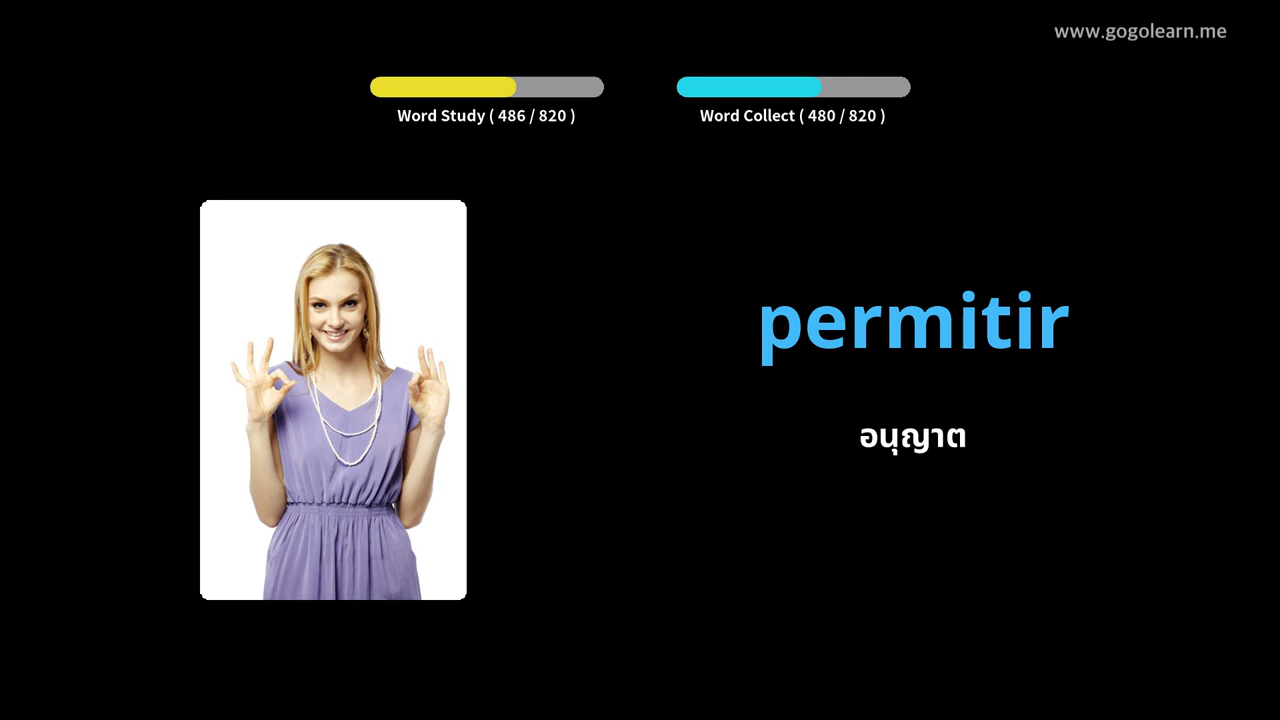 www.gogolearn.me
Word Study ( 486 / 820 )
Word Collect ( 480 / 820 )
permitir
อนุญาต